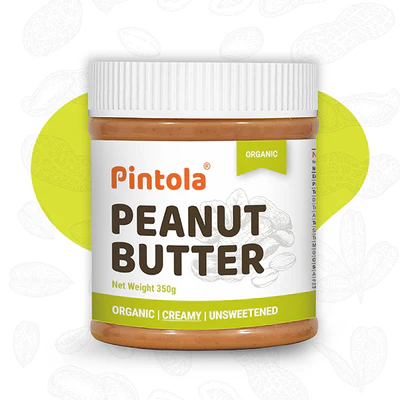 ORGANIC
Pintola®
PEANUT
BUTTER
Net Weight 350g
ORGANIC | CREAMY | UNSWEETENED